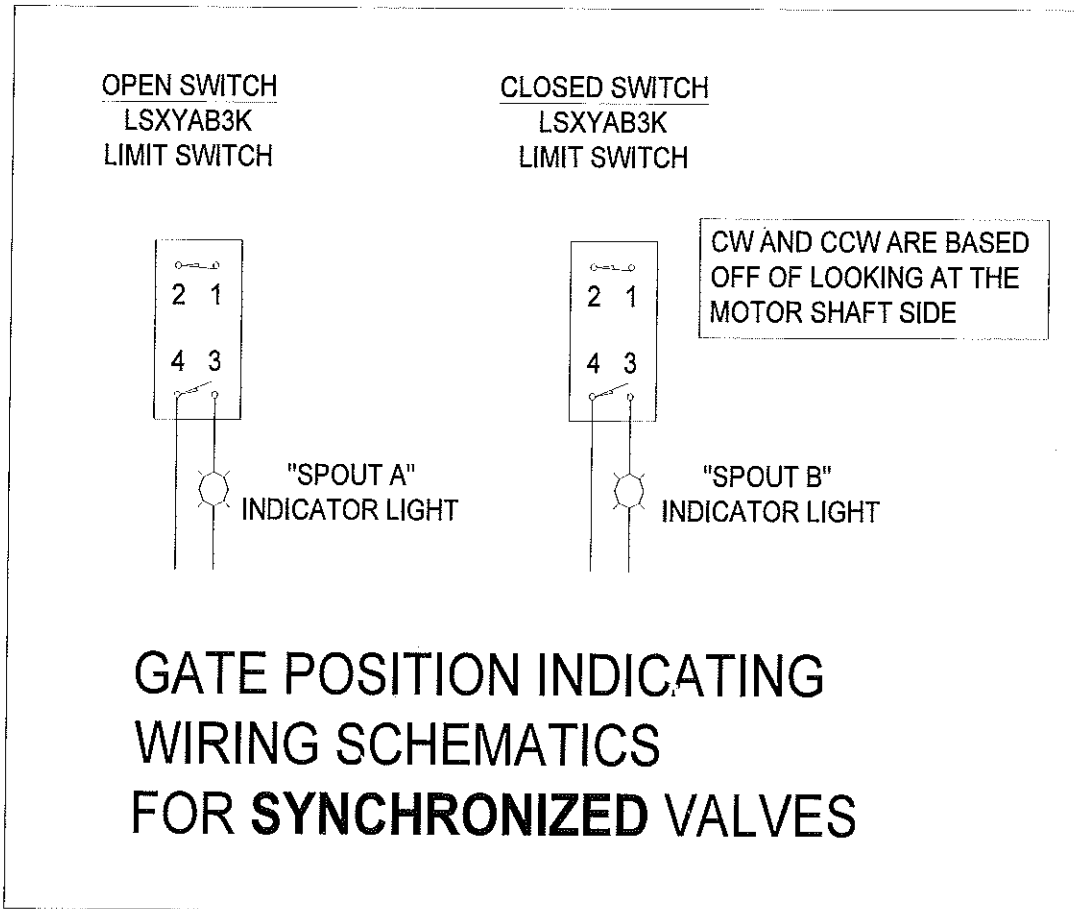 OPEN SWITCH
LSXYAB3K
LIMIT SWITCH
CLOSED SWITCH
LSXYAB3K
LIMIT SWITCH
CW AND CCW ARE BASED
OFF OF LOOKING AT THE
MOTOR SHAFT SIDE
2 1
4 3
2 1
4 3
"SPOUT A"
INDICATOR LIGHT
"SPOUT B"
INDICATOR LIGHT
GATE POSITION INDICATING
WIRING SCHEMATICS
FOR SYNCHRONIZED VALVES